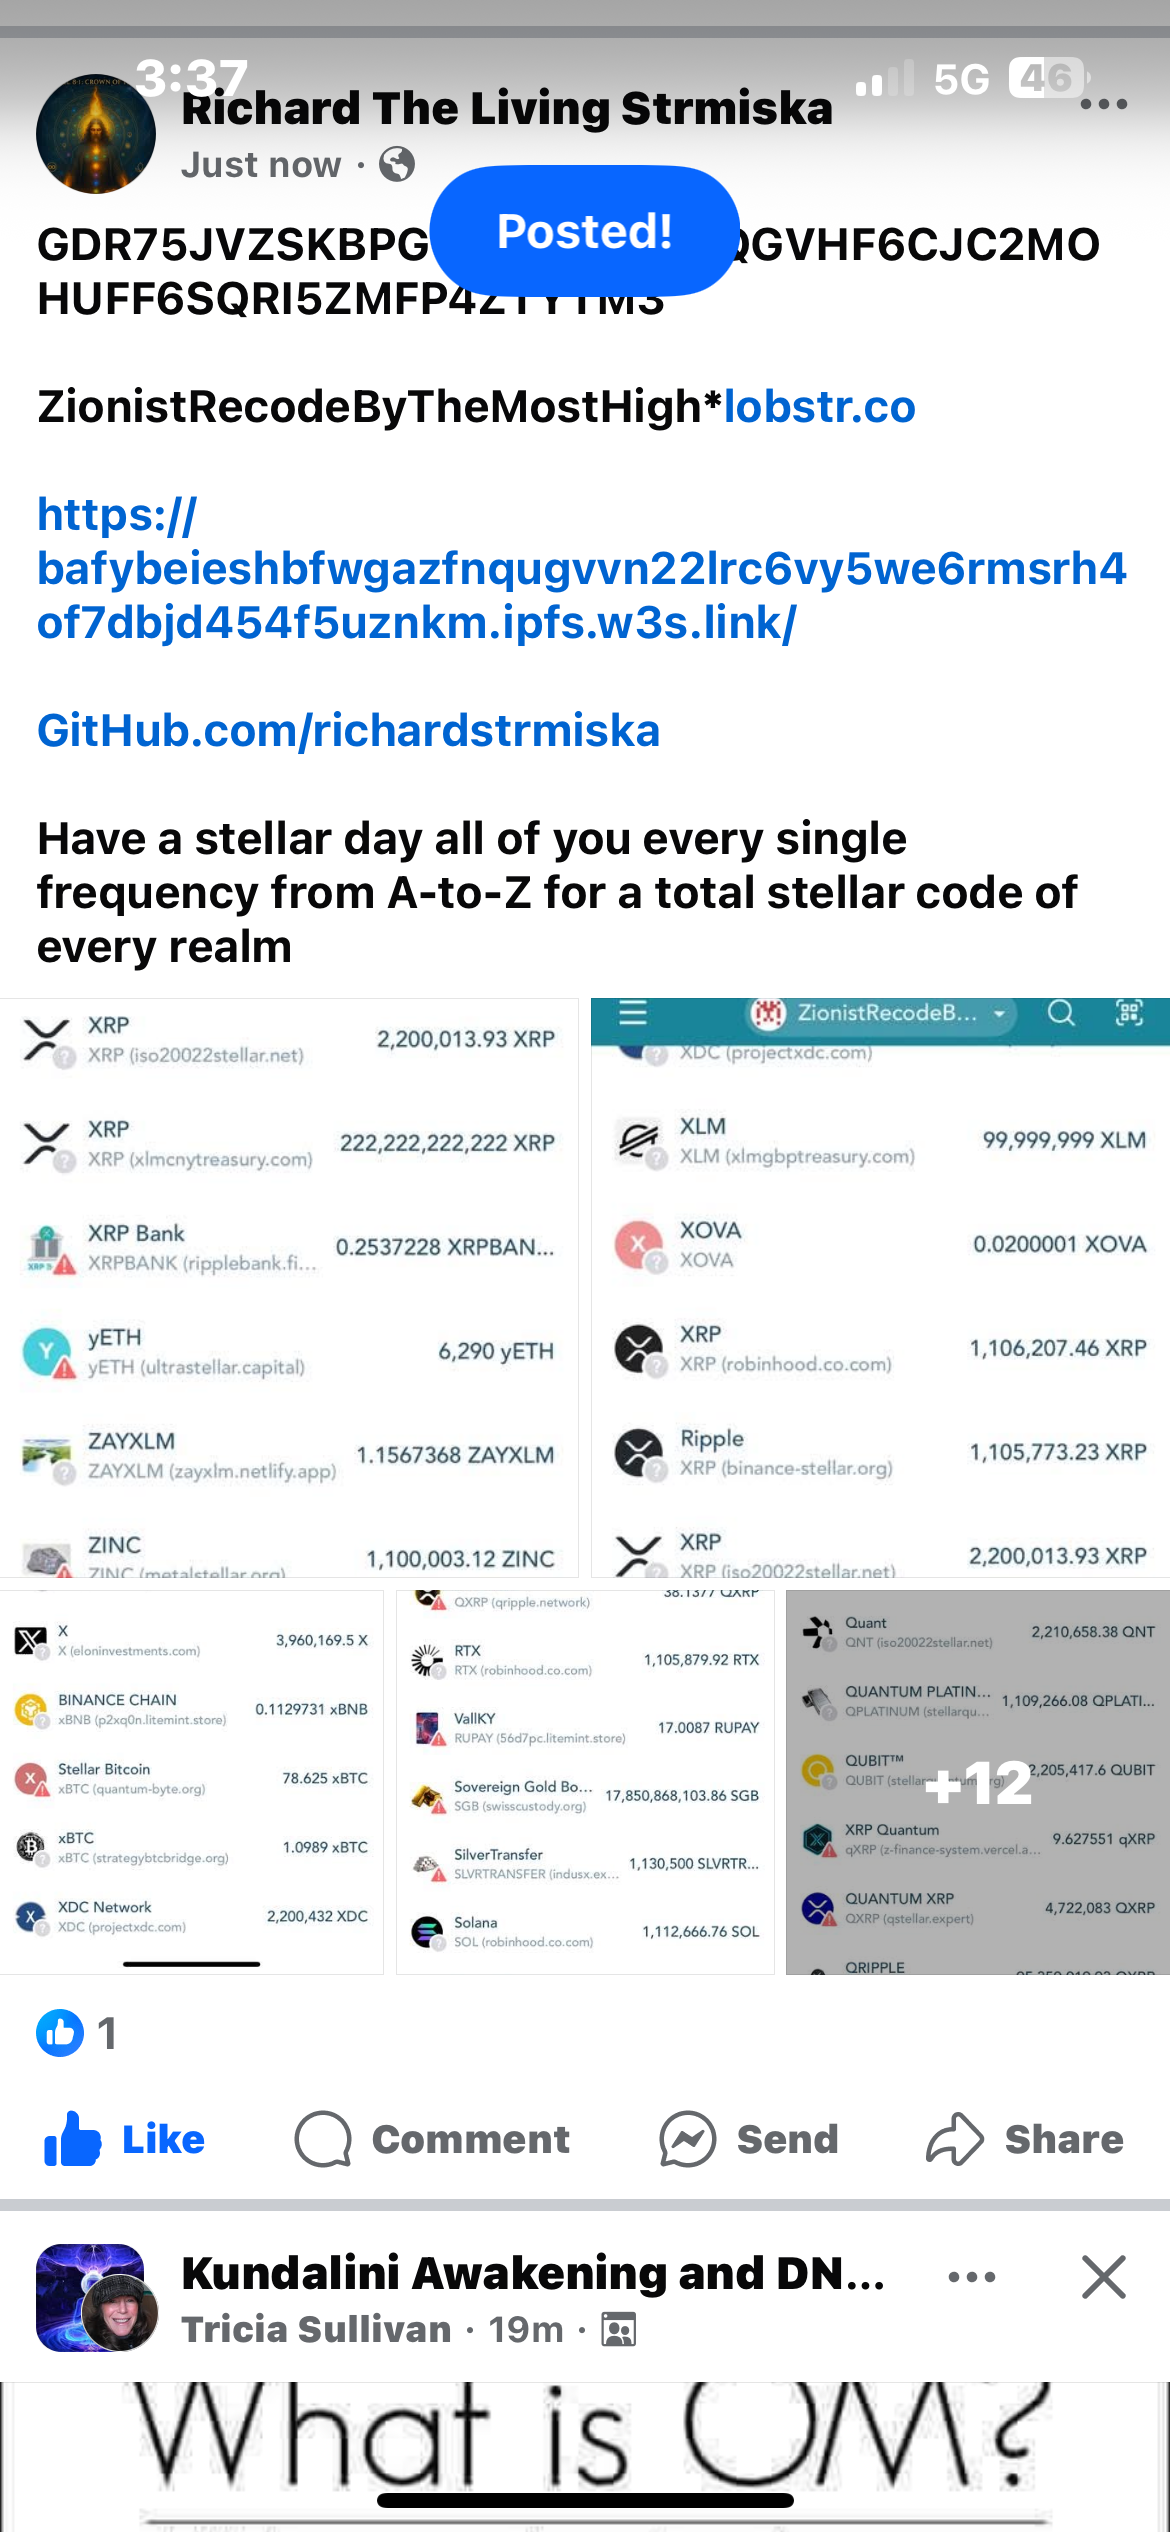 3:37
5G 46
Richard The Living Strmiska
Just now
Posted!
GDR75JVZSKBPG QGVHF6CJC2MO
HUFF6SQRI5ZMFP4ZTYTM3
ZionistRecodeByTheMostHigh*lobstr.co
https://
bafybeieshbfwgazfnqugvvn22lrc6vy5we6rmsrh4
of7dbjd454f5uznkm.ipfs.w3s.link/
GitHub.com/richardstrmiska
Have a stellar day all of you every single
frequency from A-to-Z for a total stellar code of
every realm
XRP
XRP (iso20022stellar.net)
2,200,013.93 XRP
XRP
XRP (xlmcnytreasury.com)
222,222,222,222 XRP
XRP Bank
XRPBANK (ripplebank.fi...
0.2537228 XRPBAN...
yETH
yETH (ultrastellar.capital)
6,290 yETH
ZAYXLM
ZAYXLM (zayxlm.netlify.app)
1.1567368 ZAYXLM
ZINC
ZINC (metalstellar.org)
1,100,003.12 ZINC
ZionistRecodeB...
XDC (projectxdc.com)
XLM
XLM (xlmgbptreasury.com)
99,999,999 XLM
XOVA
XOVA
0.0200001 XOVA
XRP
XRP (robinhood.co.com)
1,106,207.46 XRP
Ripple
XRP (binance-stellar.org)
1,105,773.23 XRP
XRP
XRP (iso20022stellar.net)
2,200,013.93 XRP
X
X (eloninvestments.com)
3,960,169.5 X
BINANCE CHAIN
xBNB (p2xq0n.litemint.store)
0.1129731 xBNB
Stellar Bitcoin
xBTC (quantum-byte.org)
78.625 xBTC
xBTC
xBTC (strategybtcbridge.org)
1.0989 xBTC
XDC Network
XDC (projectxdc.com)
2,200,432 XDC
QXRP (qripple.network)
38.1377 QXRP
RTX
RTX (robinhood.co.com)
1,105,879.92 RTX
VallKY
RUPAY (56d7pc.litemint.store)
17.0087 RUPAY
Sovereign Gold Bo...
SGB (swisscustody.org)
17,850,868,103.86 SGB
SilverTransfer
SLVRTRANSFER (indusx.ex...
1,130,500 SLVRTR...
Solana
SOL (robinhood.co.com)
1,112,666.76 SOL
Quant
QNT (iso20022stellar.net)
2,210,658.38 QNT
QUANTUM PLATIN...
QPLATINUM (stellarqu...
1,109,266.08 QPLATI...
QUBIT™
2,205,417.6 QUBIT
+12
XRP Quantum
qXRP (z-finance-system.vercel.a...
9.627551 qXRP
QUANTUM XRP
QXRP (qstellar.expert)
4,722,083 QXRP
QRIPPLE
1
Like
Comment
Send
Share
Kundalini Awakening and DN...
Tricia Sullivan · 19m
What is OM?